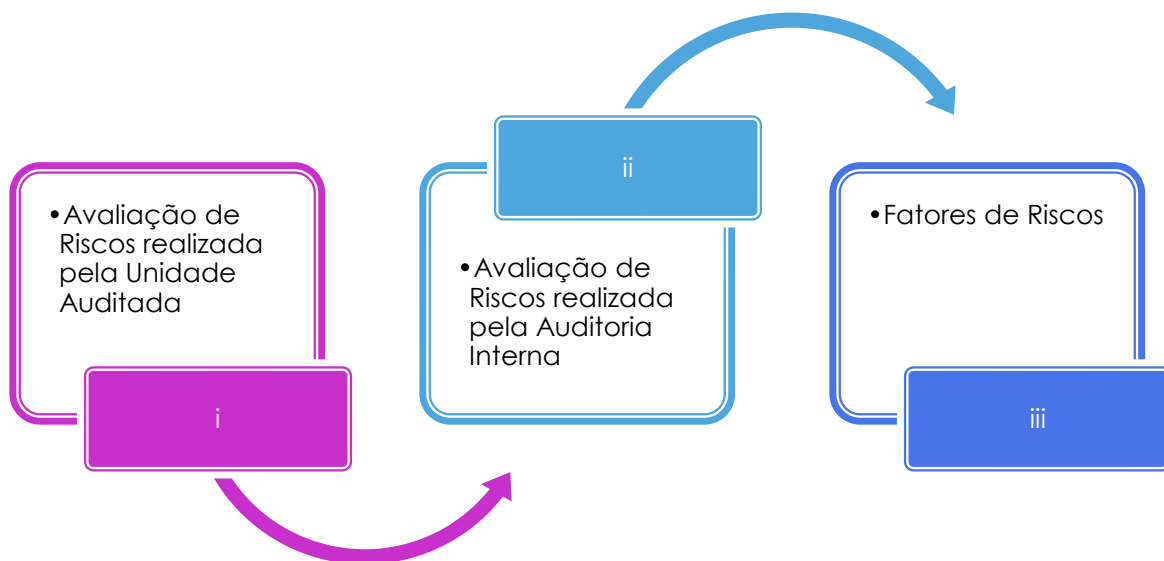 •Avaliação de
Riscos realizada
pela Unidade
Auditada
i
ii
•Avaliação de
Riscos realizada
pela Auditoria
Interna
•Fatores de Riscos
iii